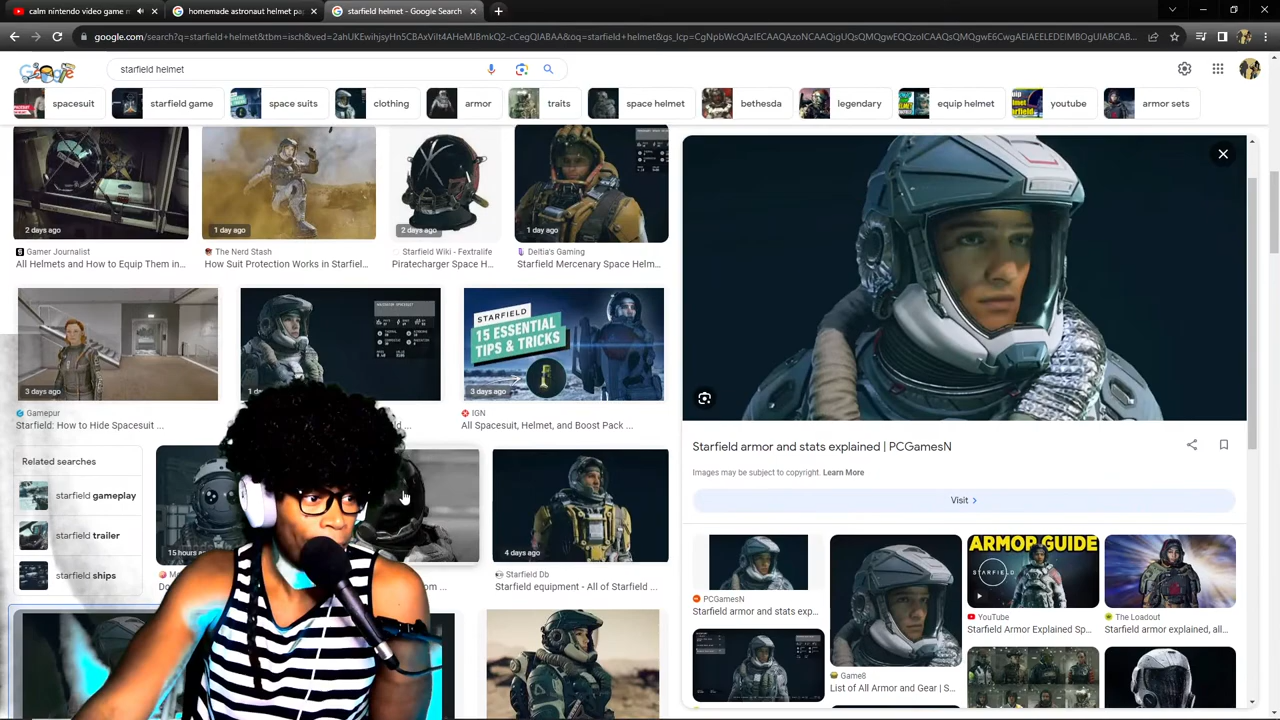 calm nintendo video game m
homemade astronaut helmet pa
starfield helmet - Google Search
google.com/search?q=starfield+helmet&tbm=isch&ved=2ahUKEwihjsyHn5CBAxVilt4AHeMJBmkQ2-cCegQIABAA&oq=starfield+helmet&gs_lcp=
starfield helmet
spacesuit
starfield game
space suits
clothing
armor
traits
space helmet
bethesda
legendary
equip helmet
youtube
armor sets
2 days ago
1 day ago
2 days ago
1 day ago
Gamer Journalist
The Nerd Stash
Starfield Wiki - Fextralife
Deltia's Gaming
All Helmets and How to Equip Them in...
How Suit Protection Works in Starfiel...
Piratecharger Space H...
Starfield Mercenary Space Helm...
STARFIELD
15 ESSENTIAL
TIPS & TRICKS
3 days ago
3 days ago
Gamepur
IGN
Starfield: How to Hide Spacesuit ...
All Spacesuit, Helmet, and Boost Pack ...
Related searches
starfield gameplay
starfield trailer
starfield ships
15 hours
4 days ago
Starfield Db
Starfield equipment - All of Starfield ...
Starfield armor and stats explained | PCGamesN
Images may be subject to copyright. Learn More
Visit
ARMOR GUIDE
STARFIELD
PCGamesN
Starfield armor and stats exp...
YouTube
Starfield Armor Explained Sp...
The Loadout
Starfield armor explained, all...
Game8
List of All Armor and Gear | S...